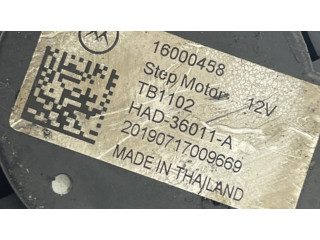 16000458
Step Motor 12V
TB1102
HAD-36011-A
20190717009669
MADE IN THAILAND